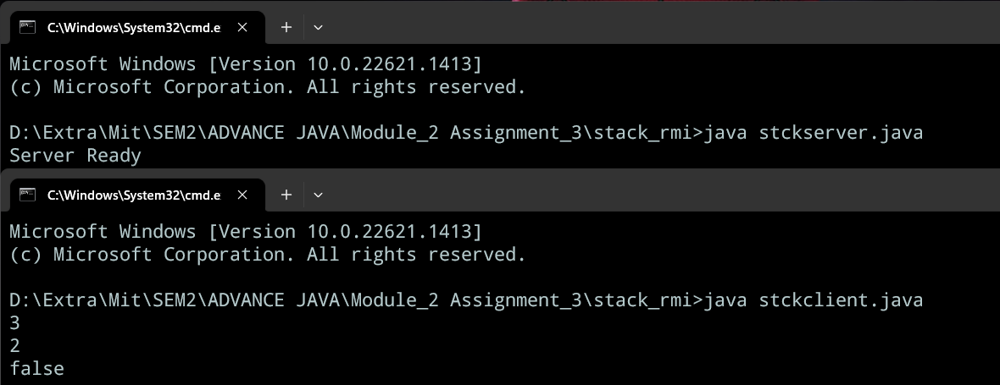 C:\Windows\System32\cmd.e
Microsoft Windows [Version 10.0.22621.1413]
(c) Microsoft Corporation. All rights reserved.
D:\Extra\Mit\SEM2\ADVANCE JAVA\Module_2 Assignment_3\stack_rmi>java stckserver.java
Server Ready
C:\Windows\System32\cmd.e
Microsoft Windows [Version 10.0.22621.1413]
(c) Microsoft Corporation. All rights reserved.
D:\Extra\Mit\SEM2\ADVANCE JAVA\Module_2 Assignment_3\stack_rmi>java stckclient.java
3
2
false